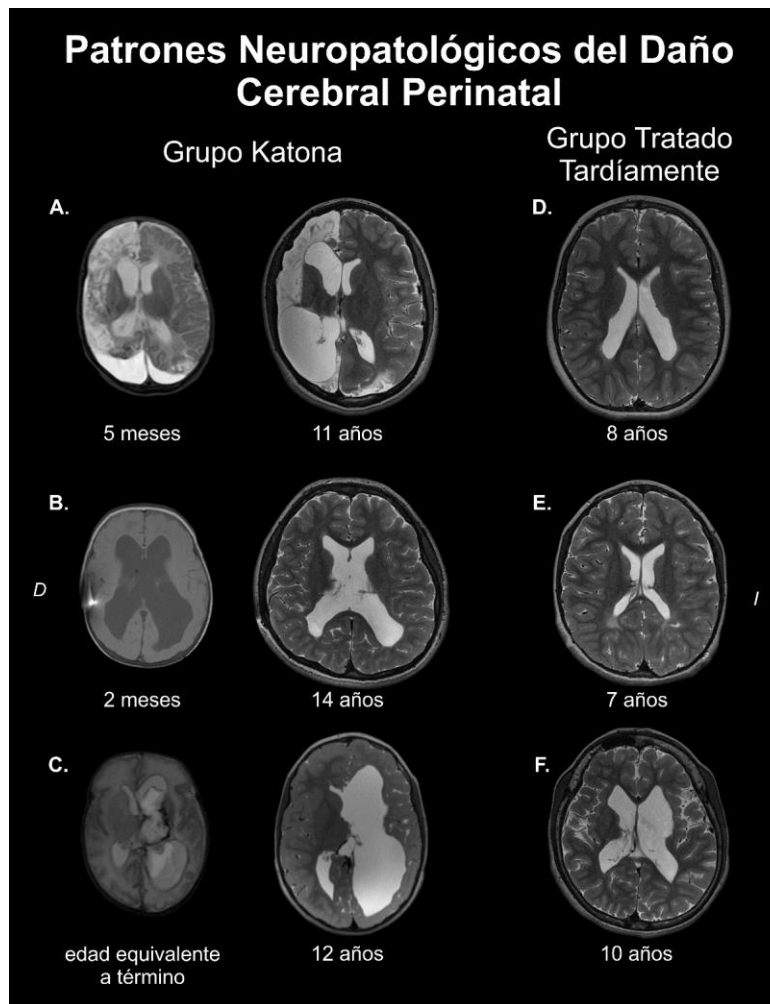 Patrones Neuropatológicos del Daño
Cerebral Perinatal
Grupo Katona
Grupo Tratado
Tardíamente
A.
D.
5 meses
11 años
8 años
B.
E.
D
I
2 meses
14 años
7 años
C.
F.
edad equivalente
a término
12 años
10 años